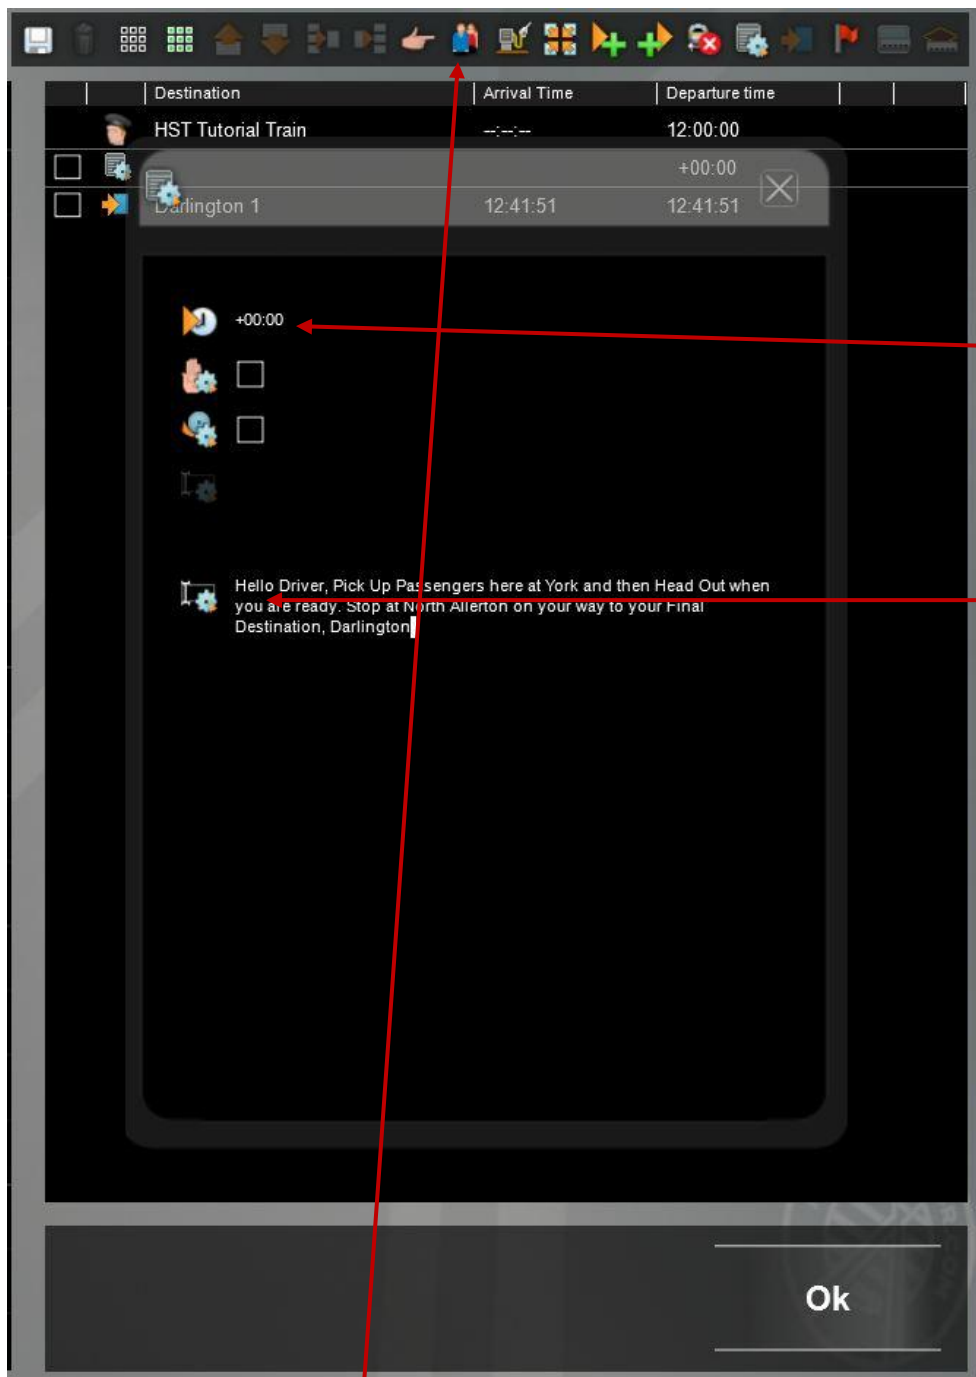 Destination Arrival Time Departure time
HST Tutorial Train --:--:-- 12:00:00
+00:00
Darlington 1 12:41:51 12:41:51
+00:00
Hello Driver, Pick Up Passengers here at York and then Head Out when
you are ready. Stop at North Allerton on your way to your Final
Destination, Darlington
Ok